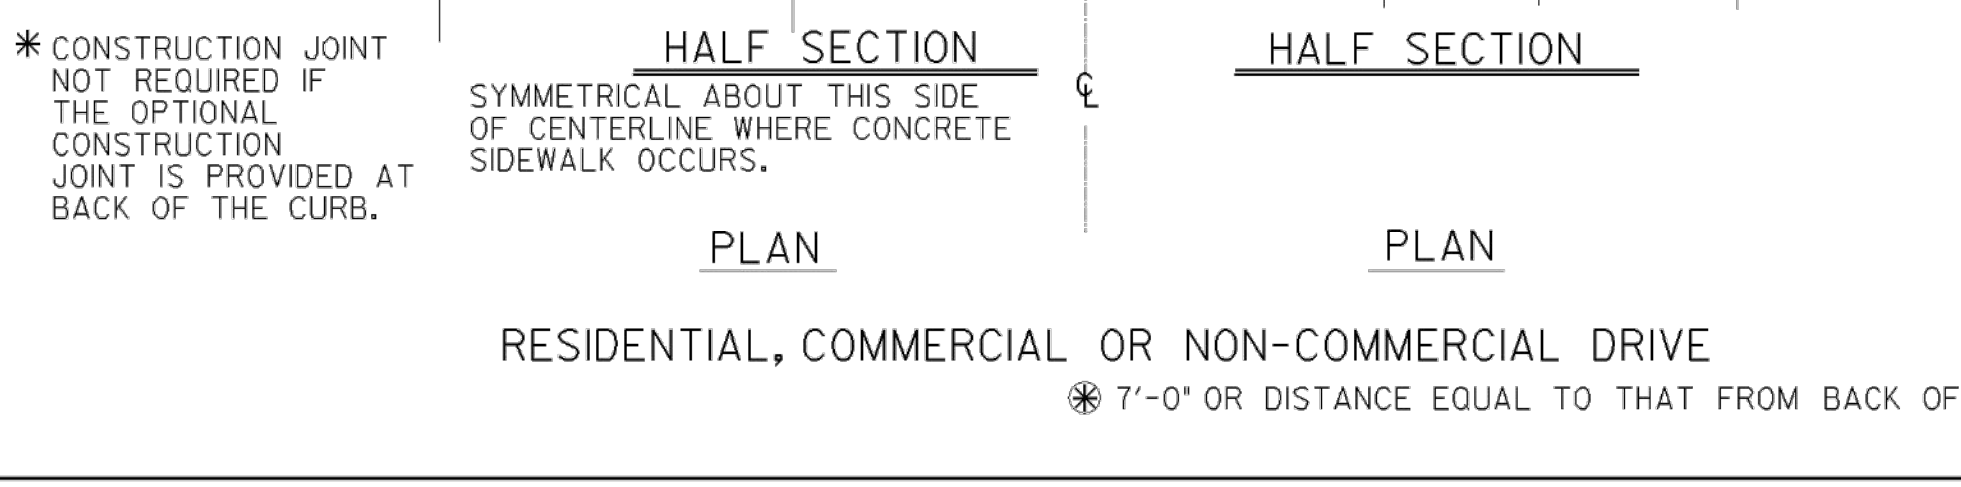 * CONSTRUCTION JOINT
NOT REQUIRED IF
THE OPTIONAL
CONSTRUCTION
JOINT IS PROVIDED AT
BACK OF THE CURB.
HALF SECTION
SYMMETRICAL ABOUT THIS SIDE
OF CENTERLINE WHERE CONCRETE
SIDEWALK OCCURS.
PLAN
℄
HALF SECTION
PLAN
RESIDENTIAL, COMMERCIAL OR NON-COMMERCIAL DRIVE
⊛ 7'-0" OR DISTANCE EQUAL TO THAT FROM BACK OF